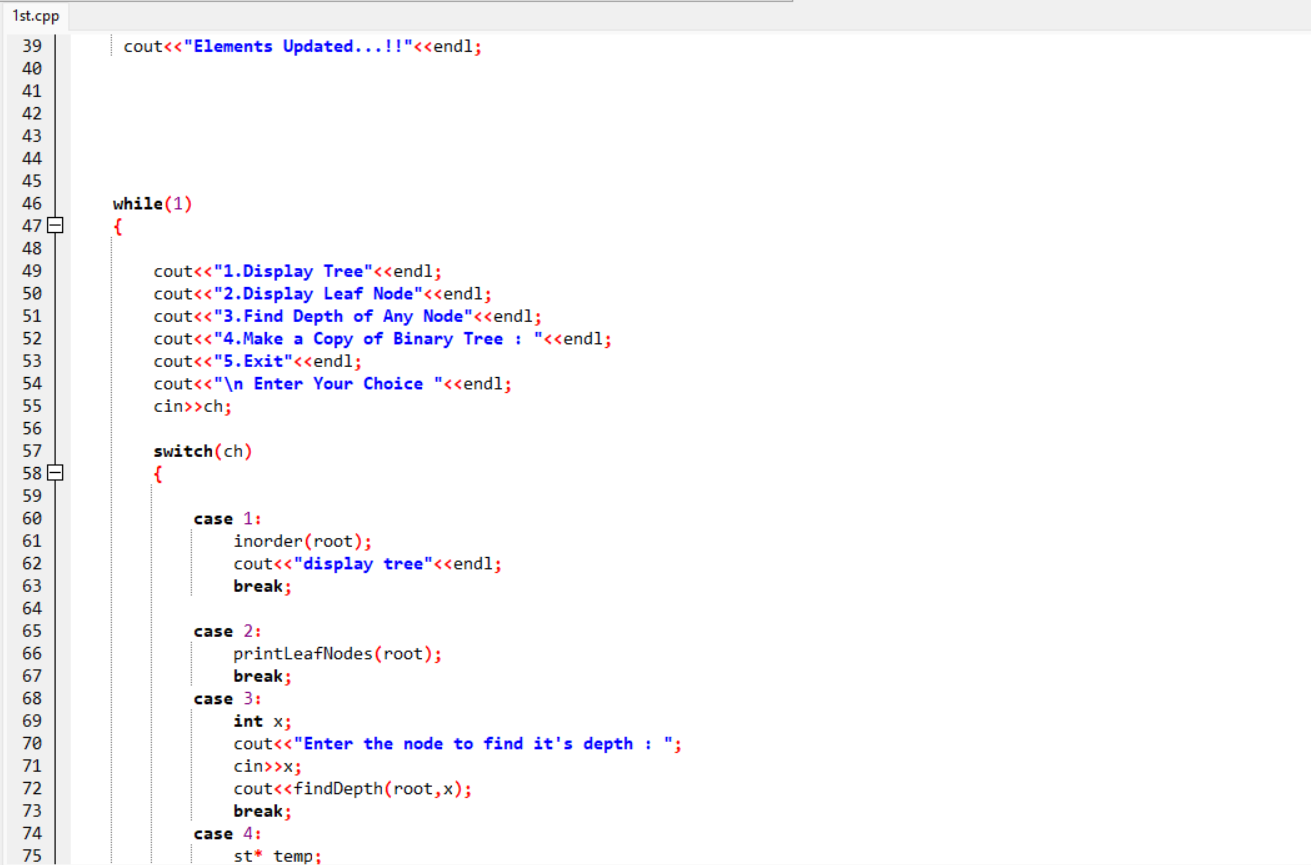 1st.cpp
39 cout<<"Elements Updated...!!"<<endl;
40
41
42
43
44
45
46 while(1)
47 {
48
49 cout<<"1.Display Tree"<<endl;
50 cout<<"2.Display Leaf Node"<<endl;
51 cout<<"3.Find Depth of Any Node"<<endl;
52 cout<<"4.Make a Copy of Binary Tree : "<<endl;
53 cout<<"5.Exit"<<endl;
54 cout<<"\n Enter Your Choice "<<endl;
55 cin>>ch;
56
57 switch(ch)
58 {
59
60 case 1:
61 inorder(root);
62 cout<<"display tree"<<endl;
63 break;
64
65 case 2:
66 printLeafNodes(root);
67 break;
68 case 3:
69 int x;
70 cout<<"Enter the node to find it's depth : ";
71 cin>>x;
72 cout<<findDepth(root,x);
73 break;
74 case 4:
75 st* temp;